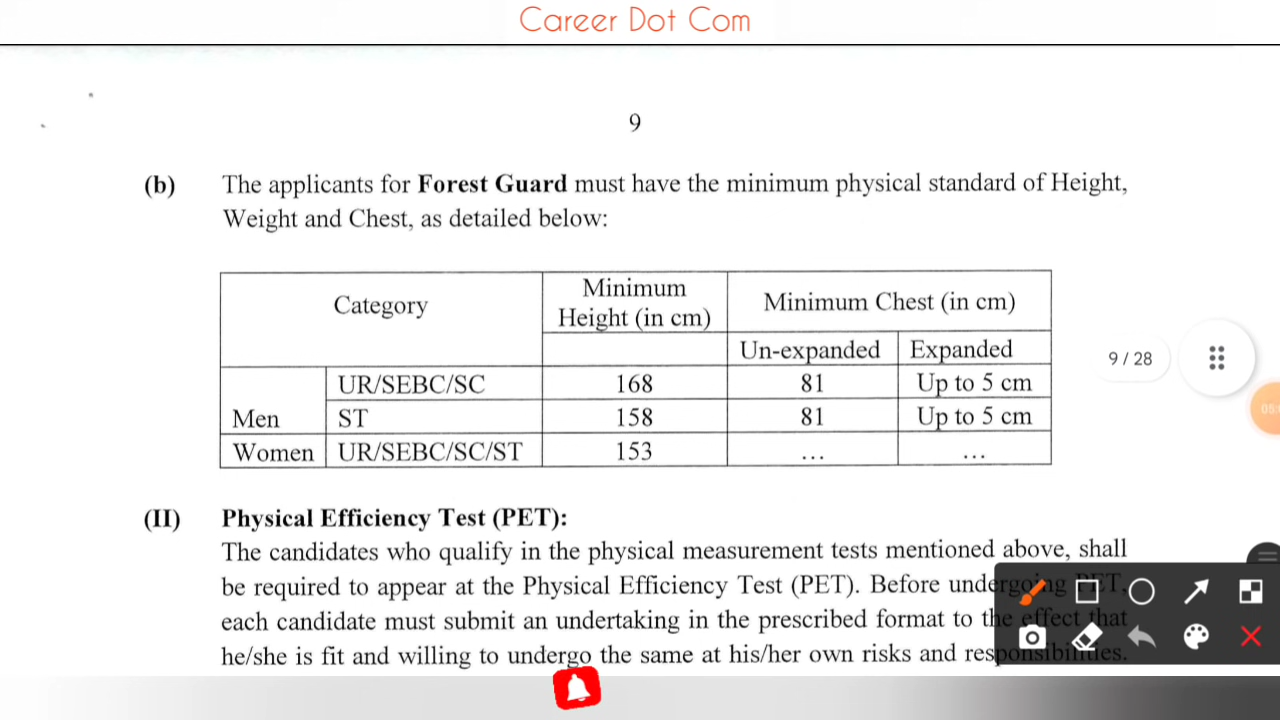 Career Dot Com
9
(b) The applicants for Forest Guard must have the minimum physical standard of Height,
Weight and Chest, as detailed below:
Category Minimum Height (in cm) Minimum Chest (in cm)
Un-expanded Expanded
Men UR/SEBC/SC 168 81 Up to 5 cm
ST 158 81 Up to 5 cm
Women UR/SEBC/SC/ST 153 ... ...
9 / 28
(II) Physical Efficiency Test (PET):
The candidates who qualify in the physical measurement tests mentioned above, shall
be required to appear at the Physical Efficiency Test (PET). Before undergoing PET,
each candidate must submit an undertaking in the prescribed format to the effect that
he/she is fit and willing to undergo the same at his/her own risks and responsibilities.